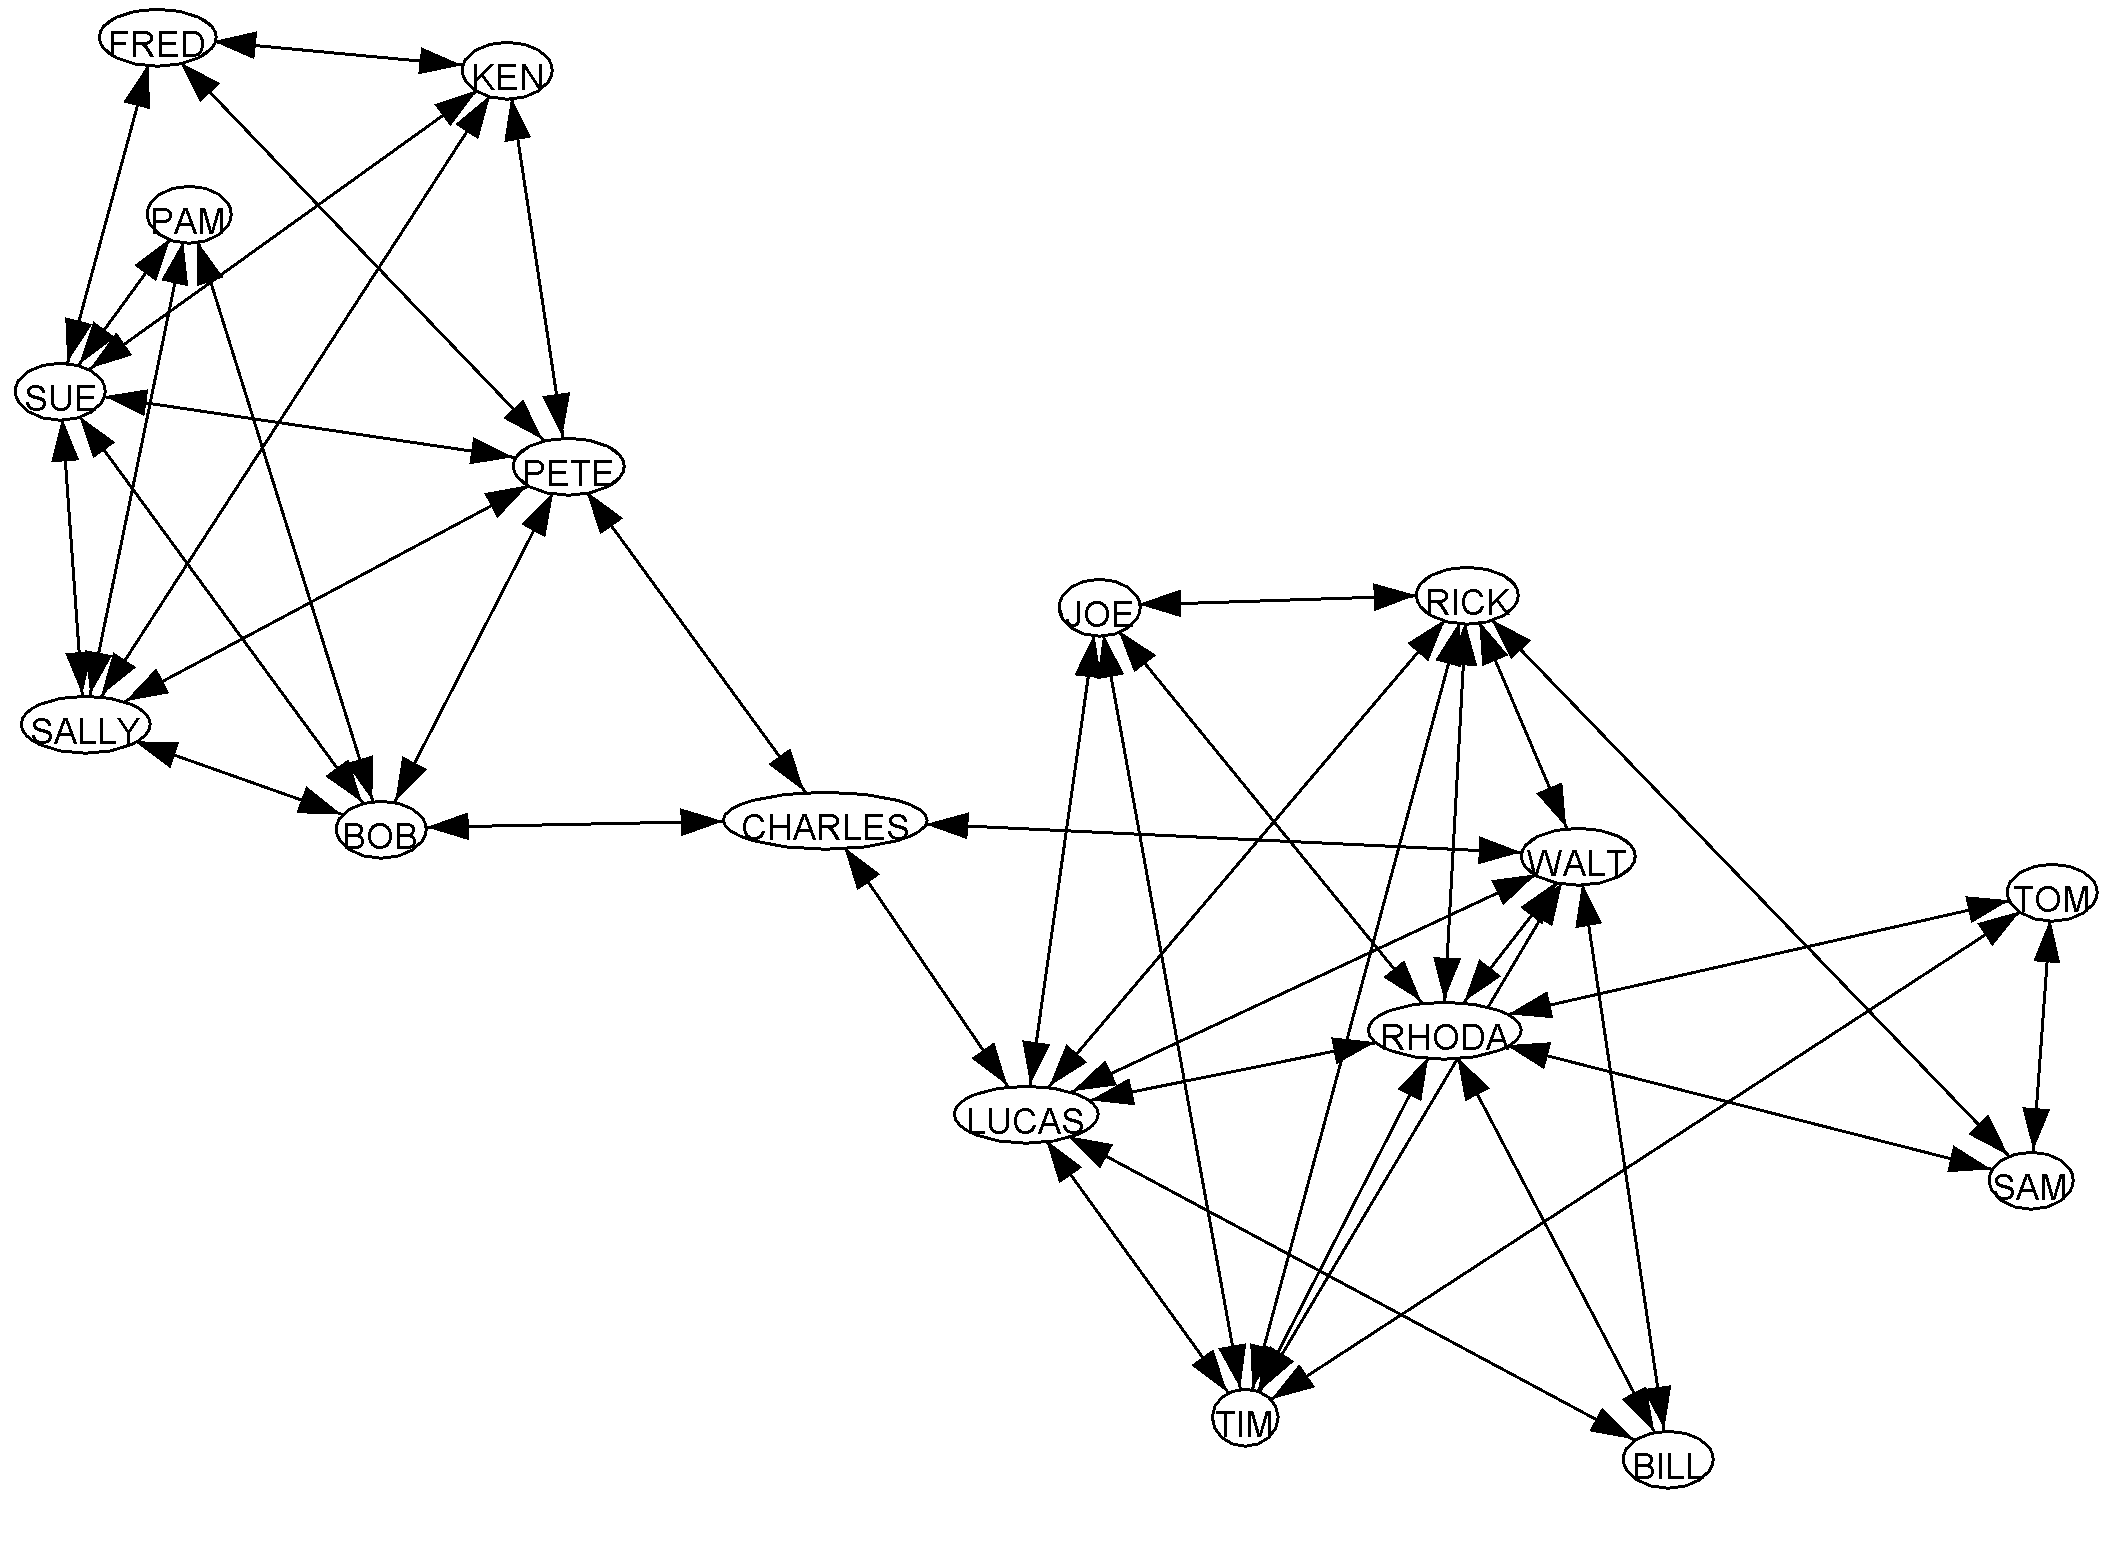 FRED
KEN
PAM
SUE
PETE
JOE
RICK
SALLY
BOB
CHARLES
WALT
TOM
RHODA
LUCAS
SAM
TIM
BILL